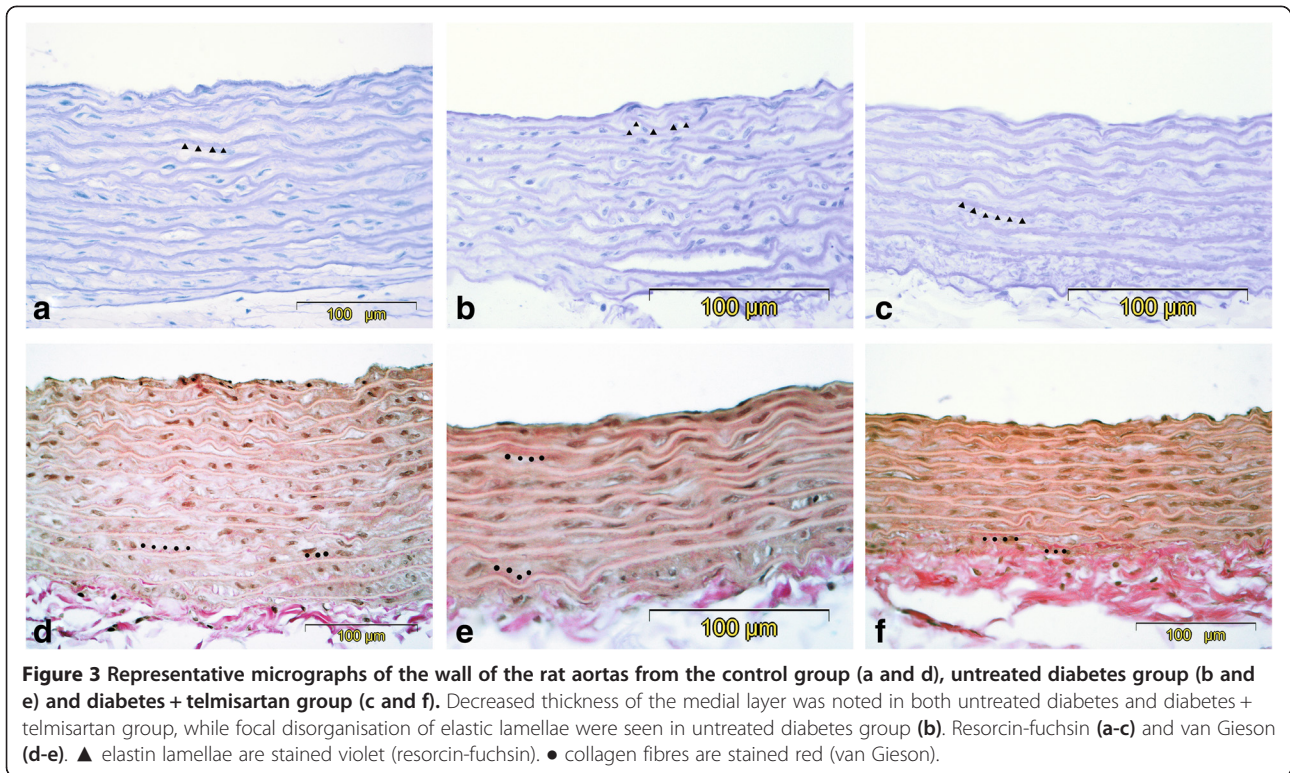 a
100 µm
b
100 µm
c
100 µm
d
100 µm
e
100 µm
f
100 µm
Figure 3 Representative micrographs of the wall of the rat aortas from the control group (a and d), untreated diabetes group (b and
e) and diabetes + telmisartan group (c and f). Decreased thickness of the medial layer was noted in both untreated diabetes and diabetes +
telmisartan group, while focal disorganisation of elastic lamellae were seen in untreated diabetes group (b). Resorcin-fuchsin (a-c) and van Gieson
(d-e). ▲ elastin lamellae are stained violet (resorcin-fuchsin). ● collagen fibres are stained red (van Gieson).